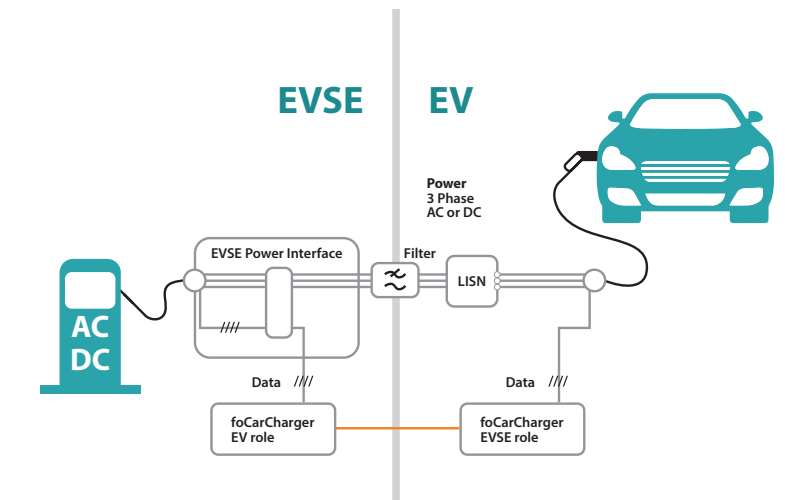 EVSE
EV
Power
3 Phase
AC or DC
EVSE Power Interface
Filter
LISN
AC
DC
Data
Data
foCarCharger
EV role
foCarCharger
EVSE role